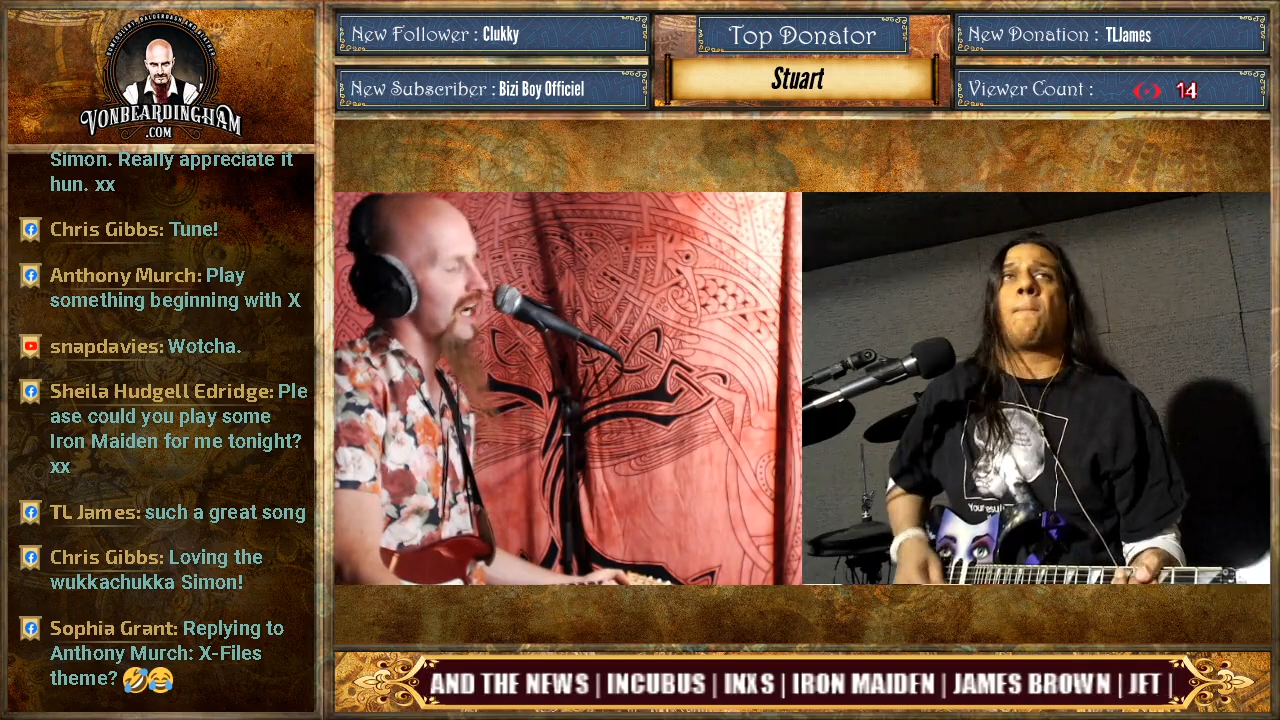 VONBEARDINGHAM
.COM
New Follower : Clukky
New Subscriber : Bizi Boy Officiel
Top Donator
Stuart
New Donation : TLJames
Viewer Count : 14
Simon. Really appreciate it
hun. xx
Chris Gibbs: Tune!
Anthony Murch: Play
something beginning with X
snapdavies: Wotcha.
Sheila Hudgell Edridge: Ple
ase could you play some
Iron Maiden for me tonight?
xx
TL James: such a great song
Chris Gibbs: Loving the
wukkachukka Simon!
Sophia Grant: Replying to
Anthony Murch: X-Files
theme? 🤣😂
AND THE NEWS | INCUBUS | INXS | IRON MAIDEN | JAMES BROWN | JET |